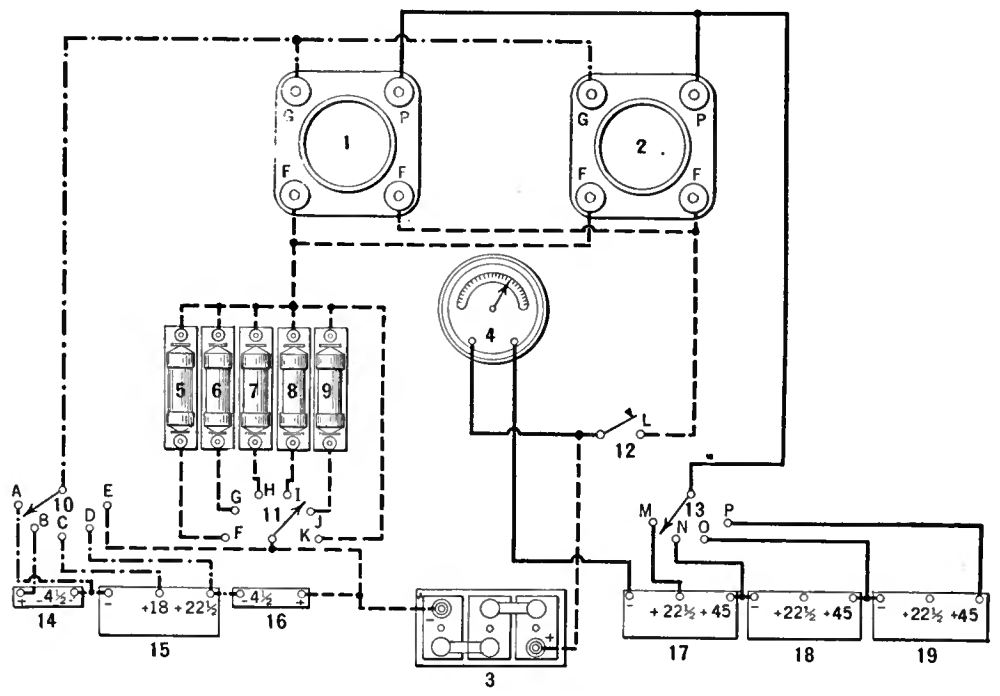 G
P
1
F
F
G
P
2
F
F
4
5
6
7
8
9
L
12
A
10
B
C
D
E
G
H
I
11
J
F
K
M
13
N
O
P
+ - 4½ -
- +18 +22½
- 4½ +
- +
- +22½ +45
- +22½ +45
- +22½ +45
14
15
16
3
17
18
19